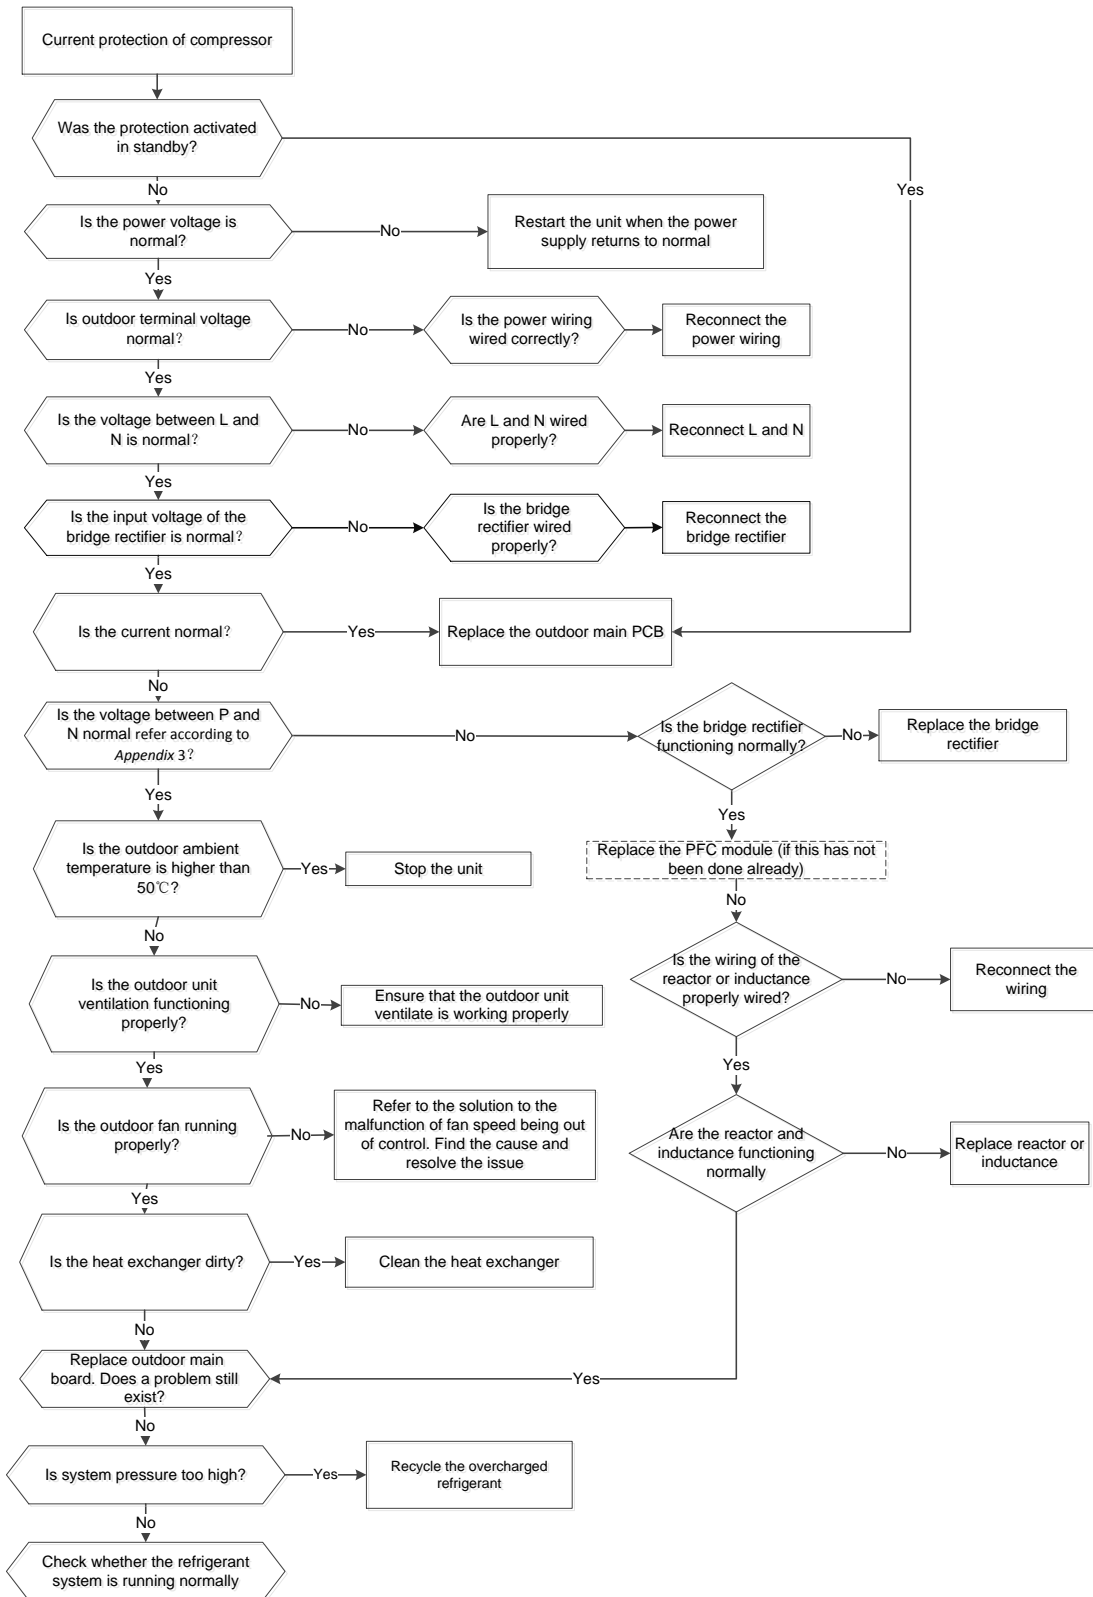 Current protection of compressor
Was the protection activated
in standby?
Yes
No
Is the power voltage is
normal?
No
Restart the unit when the power
supply returns to normal
Yes
Is outdoor terminal voltage
normal?
No
Is the power wiring
wired correctly?
Reconnect the
power wiring
Yes
Is the voltage between L and
N is normal?
No
Are L and N wired
properly?
Reconnect L and N
Yes
Is the input voltage of the
bridge rectifier is normal?
No
Is the bridge
rectifier wired
properly?
Reconnect the
bridge rectifier
Yes
Is the current normal?
Yes
Replace the outdoor main PCB
No
Is the voltage between P and
N normal refer according to
Appendix 3?
No
Is the bridge rectifier
functioning normally?
No
Replace the bridge
rectifier
Yes
Yes
Replace the PFC module (if this has not
been done already)
Is the outdoor ambient
temperature is higher than
50℃?
Yes
Stop the unit
No
No
Is the wiring of the
reactor or inductance
properly wired?
No
Reconnect the
wiring
Is the outdoor unit
ventilation functioning
properly?
No
Ensure that the outdoor unit
ventilate is working properly
Yes
Yes
Is the outdoor fan running
properly?
No
Refer to the solution to the
malfunction of fan speed being out
of control. Find the cause and
resolve the issue
Are the reactor and
inductance functioning
normally
No
Replace reactor or
inductance
Yes
Is the heat exchanger dirty?
Yes
Clean the heat exchanger
No
Replace outdoor main
board. Does a problem still
exist?
Yes
No
Is system pressure too high?
Yes
Recycle the overcharged
refrigerant
No
Check whether the refrigerant
system is running normally